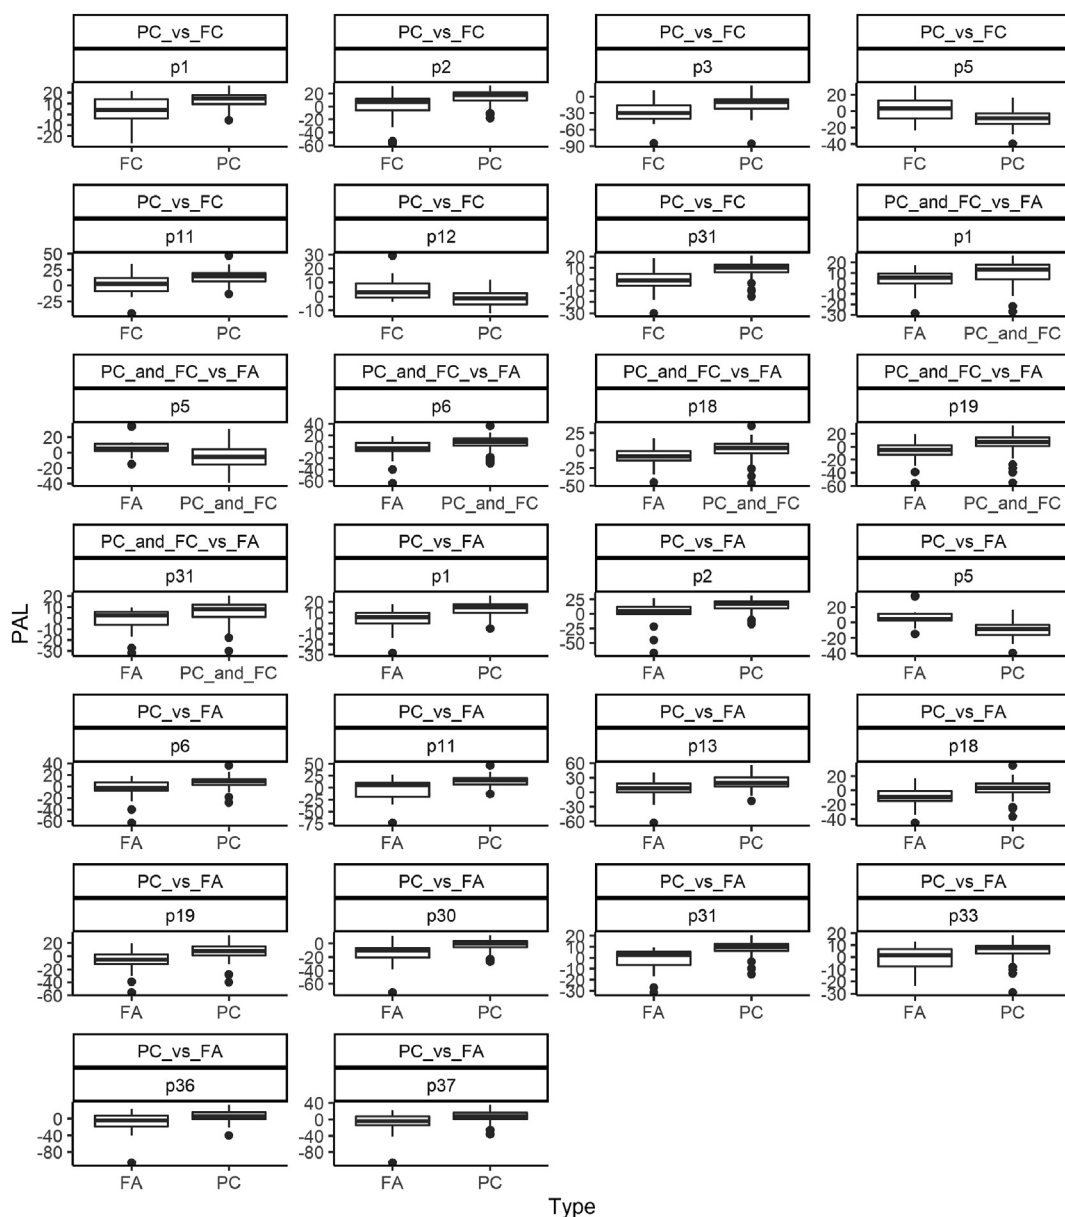 PC_vs_FC PC_vs_FC PC_vs_FC PC_vs_FC
p1 p2 p3 p5
20 10 0 -10 -20
20 0 -20 -40 -60
0 -30 -60 -90
20 0 -20 -40
FC PC FC PC FC PC FC PC
PC_vs_FC PC_vs_FC PC_vs_FC PC_and_FC_vs_FA
p11 p12 p31 p1
50 25 0 -25
30 20 10 0 -10
20 10 0 -10 -20 -30
20 10 0 -10 -20 -30
FC PC FC PC FC PC FA PC_and_FC
PC_and_FC_vs_FA PC_and_FC_vs_FA PC_and_FC_vs_FA PC_and_FC_vs_FA
p5 p6 p18 p19
20 0 -20 -40
40 20 0 -20 -40 -60
25 0 -25 -50
20 0 -20 -40 -60
FA PC_and_FC FA PC_and_FC FA PC_and_FC FA PC_and_FC
PC_and_FC_vs_FA PC_vs_FA PC_vs_FA PC_vs_FA
p31 p1 p2 p5
20 10 0 -10 -20 -30
20 10 0 -10 -20 -30
25 0 -25 -50
20 0 -20 -40
FA PC_and_FC FA PC FA PC FA PC
PAL
PC_vs_FA PC_vs_FA PC_vs_FA PC_vs_FA
p6 p11 p13 p18
40 20 0 -20 -40 -60
50 25 0 -25 -50 -75
60 30 0 -30 -60
20 0 -20 -40
FA PC FA PC FA PC FA PC
PC_vs_FA PC_vs_FA PC_vs_FA PC_vs_FA
p19 p30 p31 p33
20 0 -20 -40 -60
0 -20 -40 -60
20 10 0 -10 -20 -30
20 10 0 -10 -20 -30
FA PC FA PC FA PC FA PC
PC_vs_FA PC_vs_FA
p36 p37
0 -40 -80
40 0 -40 -80
FA PC FA PC
Type